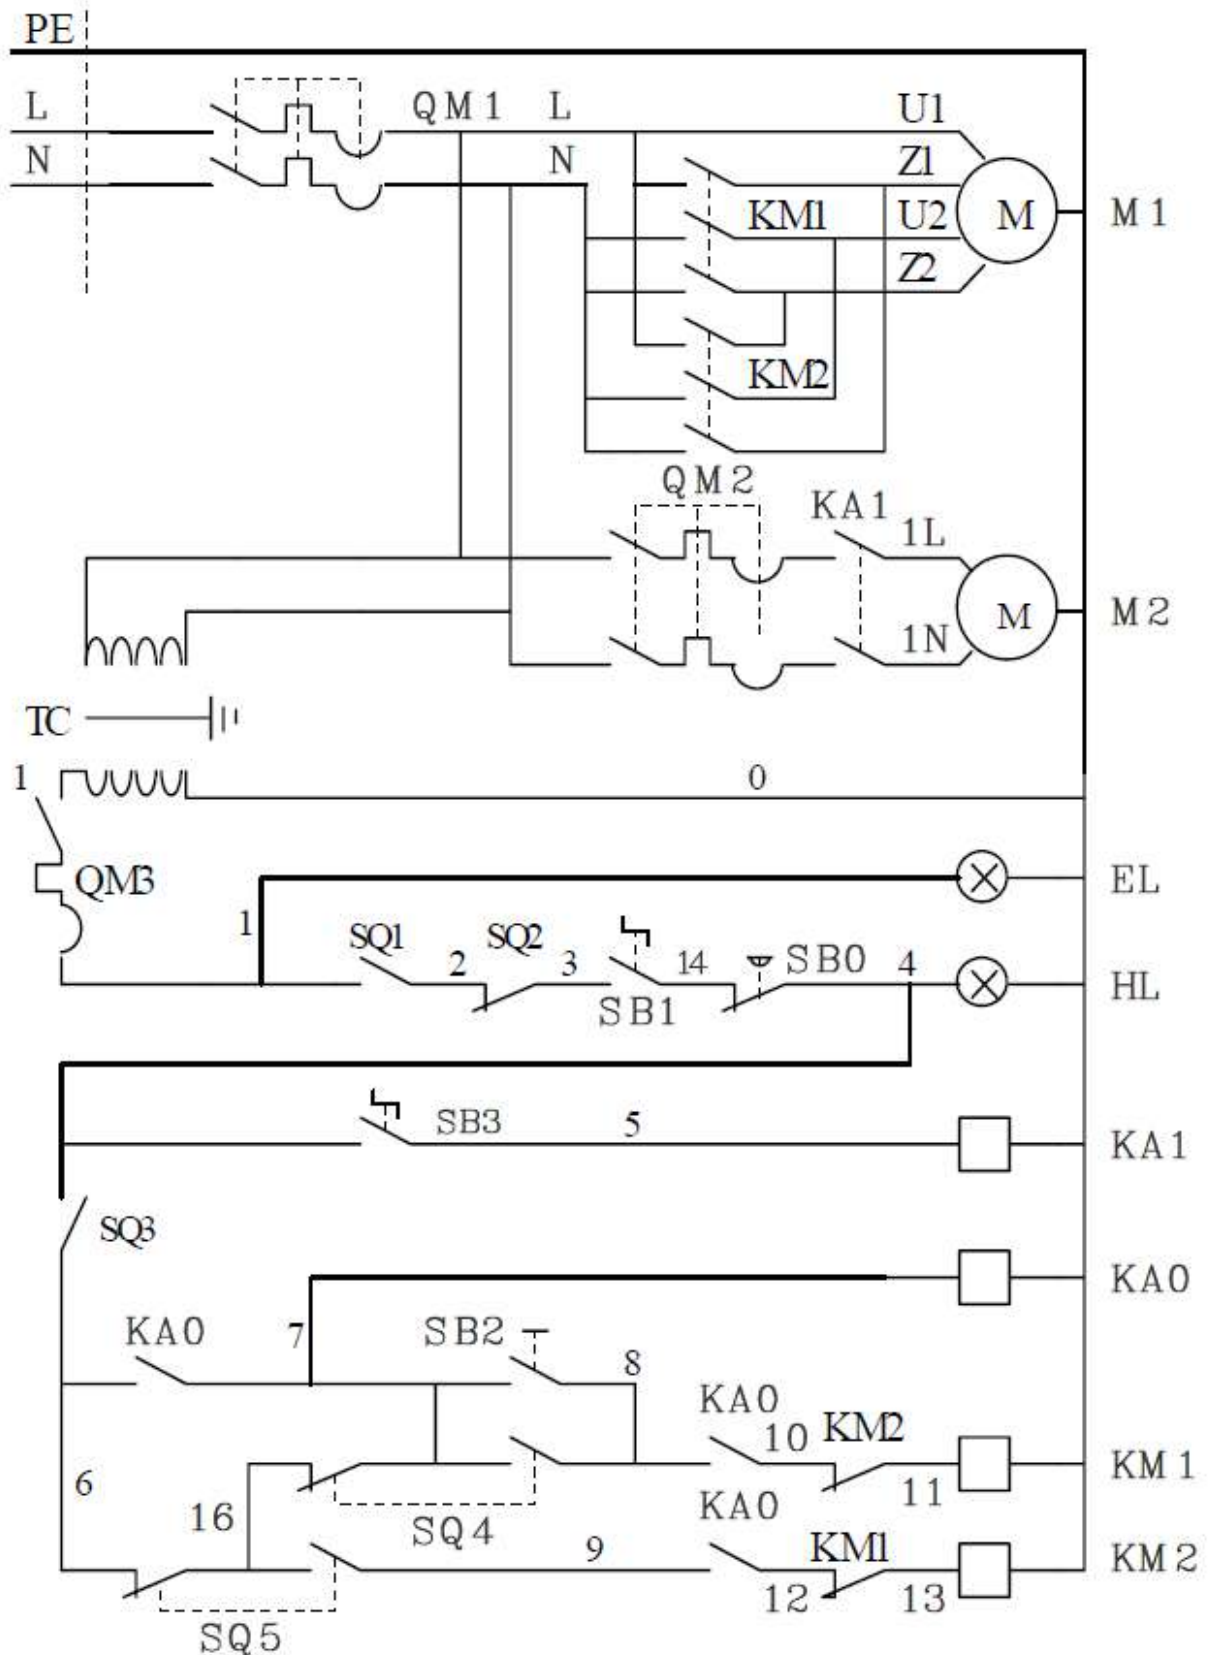 PE
L QM1 L U1
N N Z1
KM1 U2 M M1
Z2
KM2
QM2
KA1 1L
M M2
1N
TC
1 0
QM3 EL
1 SQ1 2 SQ2 3 14 SB0 4
SB1 HL
SB3 5 KA1
SQ3
KA0
KA0 7 SB2 8
KA0 10 KM2
6 11 KM1
16 SQ4 KA0
9 KM1 KM2
12 13
SQ5